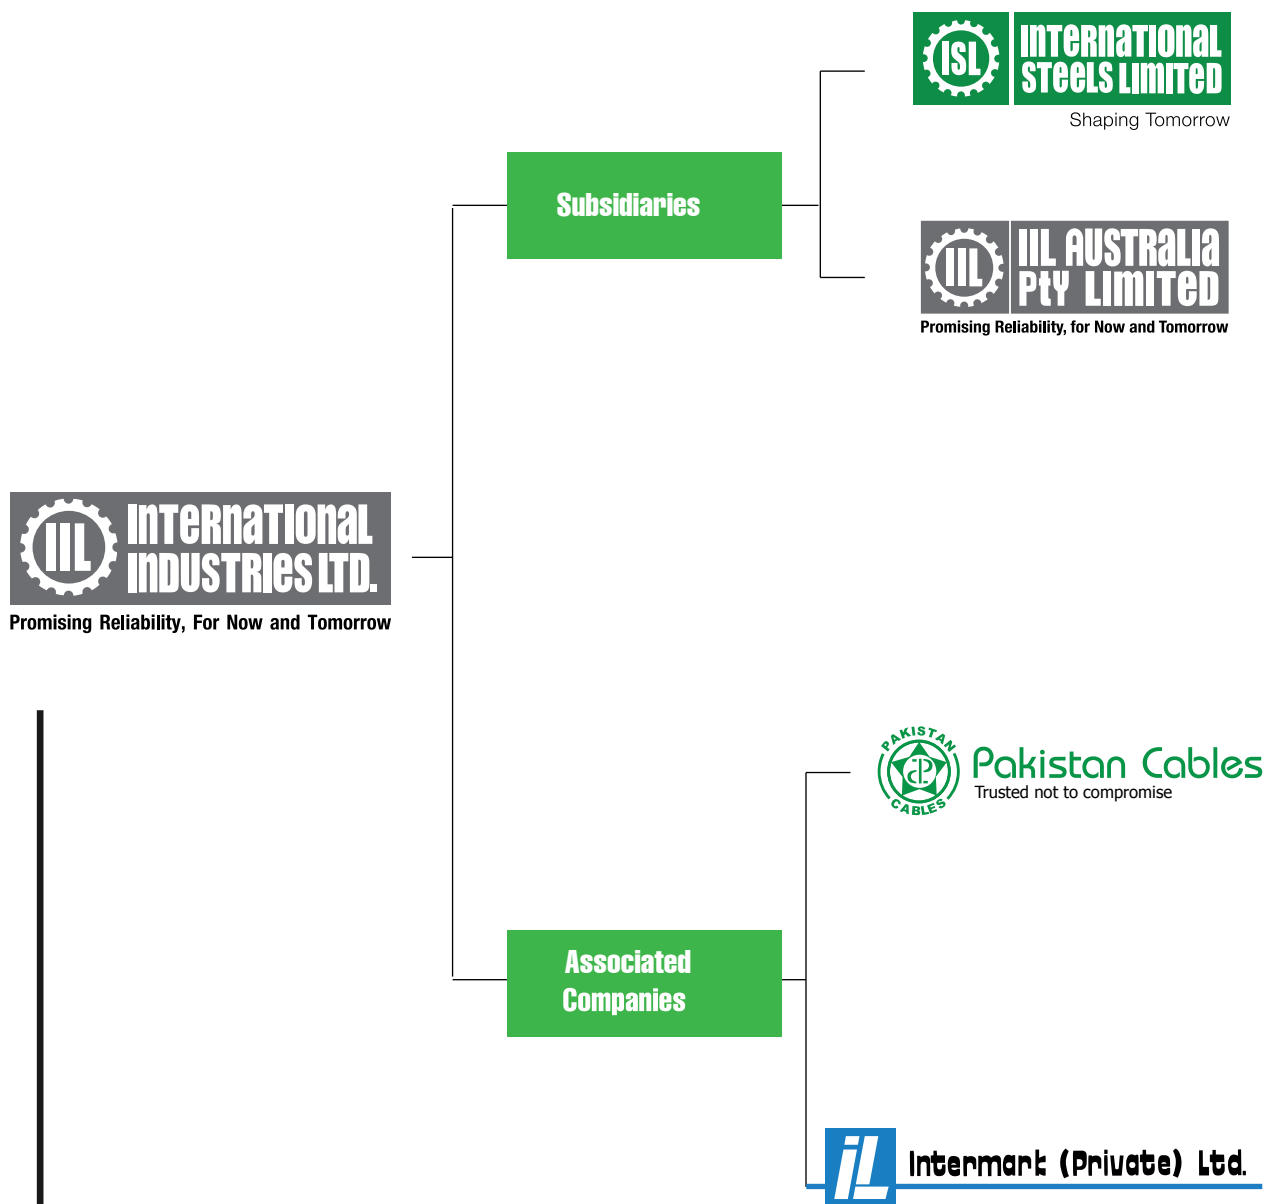 ISL
INTERNATIONAL
STEELS LIMITED
Shaping Tomorrow
Subsidiaries
IIL
IIL AUSTRALIA
PtY LIMITED
Promising Reliability, for Now and Tomorrow
IIL
INTERNATIONAL
INDUSTRIES LTD.
Promising Reliability, For Now and Tomorrow
PAKISTAN
CABLES
Pakistan Cables
Trusted not to compromise
Associated
Companies
iL
Intermark (Private) Ltd.